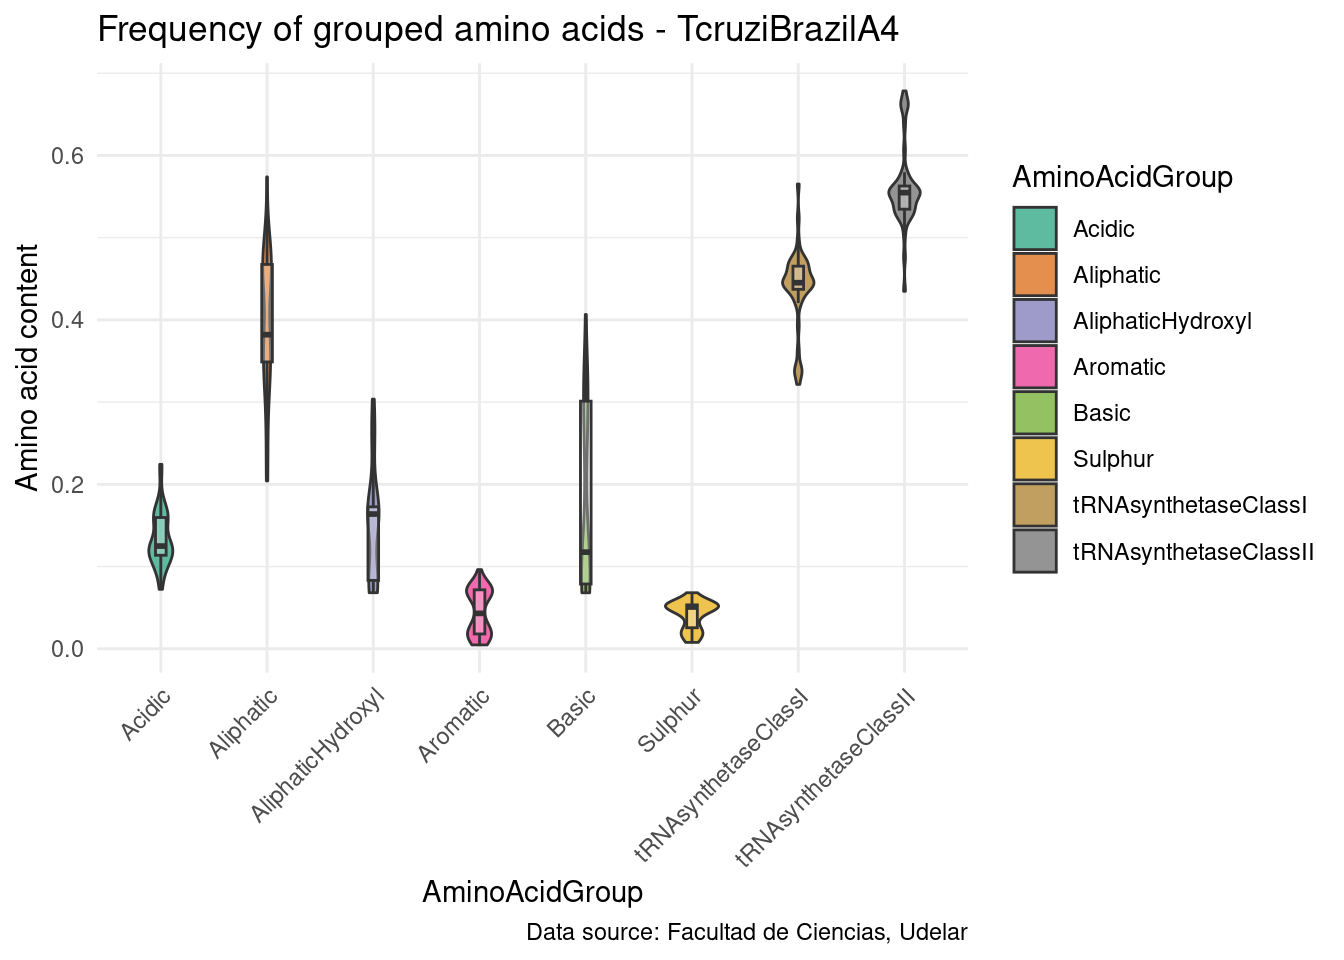 Frequency of grouped amino acids - TcruziBrazilA4
Amino acid content
0.6
0.4
0.2
0.0
Acidic
Aliphatic
AliphaticHydroxyl
Aromatic
Basic
Sulphur
tRNAsynthetaseClassI
tRNAsynthetaseClassII
AminoAcidGroup
AminoAcidGroup
Acidic
Aliphatic
AliphaticHydroxyl
Aromatic
Basic
Sulphur
tRNAsynthetaseClassI
tRNAsynthetaseClassII
Data source: Facultad de Ciencias, Udelar